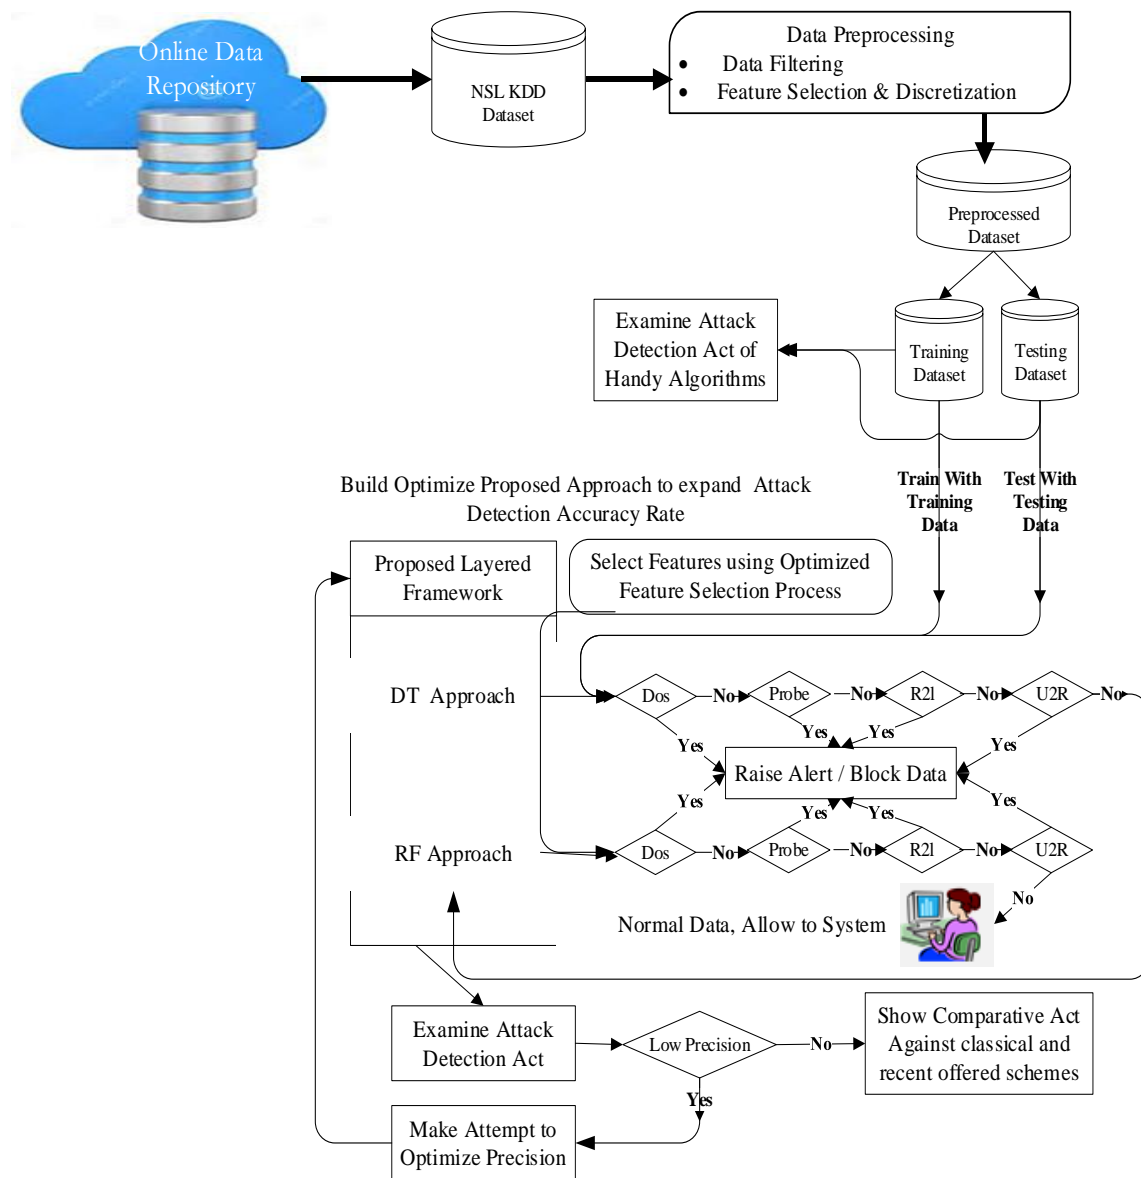 Online Data
Repository
NSL KDD
Dataset
Data Preprocessing
• Data Filtering
• Feature Selection & Discretization
Preprocessed
Dataset
Examine Attack
Detection Act of
Handy Algorithms
Training
Dataset
Testing
Dataset
Train With
Training
Data
Test With
Testing
Data
Build Optimize Proposed Approach to expand Attack
Detection Accuracy Rate
Proposed Layered
Framework
Select Features using Optimized
Feature Selection Process
DT Approach
Dos
No
Probe
No
R2l
No
U2R
No
Yes
Yes
Yes
Yes
Raise Alert / Block Data
Yes
Yes
Yes
Yes
RF Approach
Dos
No
Probe
No
R2l
No
U2R
No
Normal Data, Allow to System
Examine Attack
Detection Act
Low Precision
No
Show Comparative Act
Against classical and
recent offered schemes
Yes
Make Attempt to
Optimize Precision